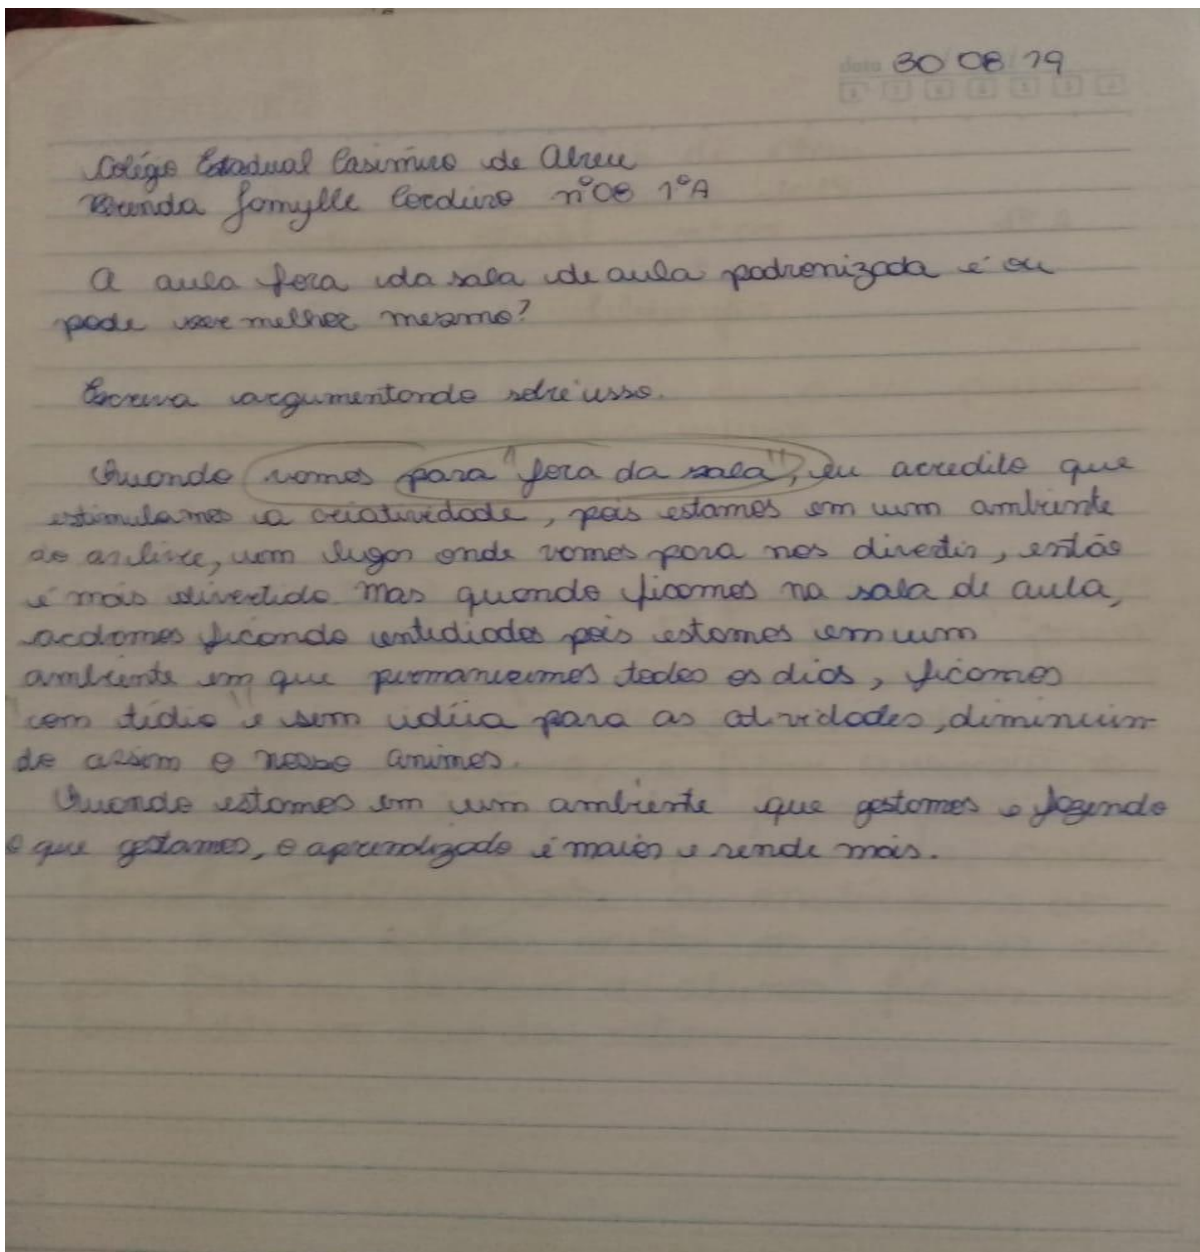 data 30 08 19
Colégio Estadual Casimiro de Abreu
Brenda Jamylle Cordeiro nº08 1ºA
A aula fora da sala de aula padronizada é ou
pode ser melhor mesmo?
Escreva argumentando sobre isso.
Quando vamos para "fora da sala", eu acredito que
estimulamos a criatividade, pois estamos em um ambiente
ao ar livre, um lugar onde vamos para nos divertir, então
é mais divertido. Mas quando ficamos na sala de aula,
acabamos ficando entediados pois estamos em um
ambiente em que permanecemos todos os dias, ficamos
com tédio e sem idéia para as atividades, diminuin-
do assim o nosso animos.
Quando estamos em um ambiente que gostamos e fazendo
o que gostamos, o aprendizado é maior e rende mais.